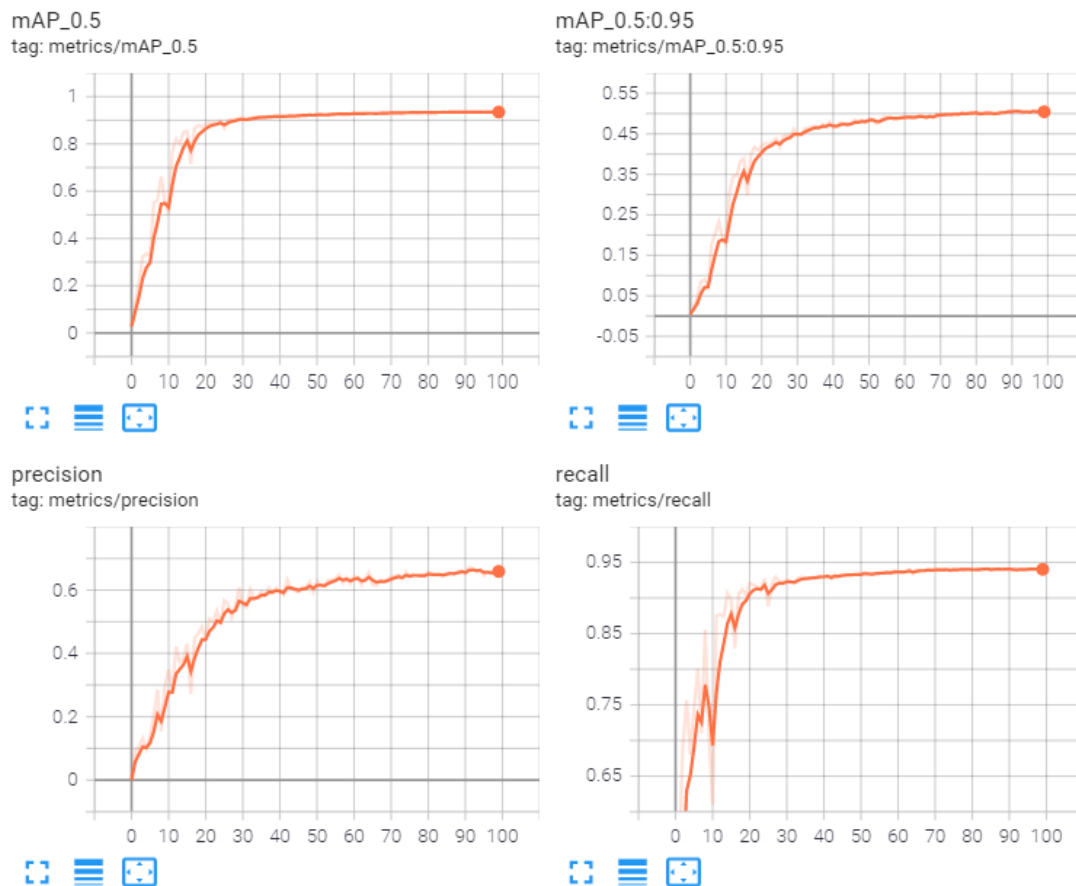 mAP_0.5
tag: metrics/mAP_0.5
1
0.8
0.6
0.4
0.2
0
0 10 20 30 40 50 60 70 80 90 100
mAP_0.5:0.95
tag: metrics/mAP_0.5:0.95
0.55
0.45
0.35
0.25
0.15
0.05
-0.05
0 10 20 30 40 50 60 70 80 90 100
precision
tag: metrics/precision
0.6
0.4
0.2
0
0 10 20 30 40 50 60 70 80 90 100
recall
tag: metrics/recall
0.95
0.85
0.75
0.65
0 10 20 30 40 50 60 70 80 90 100